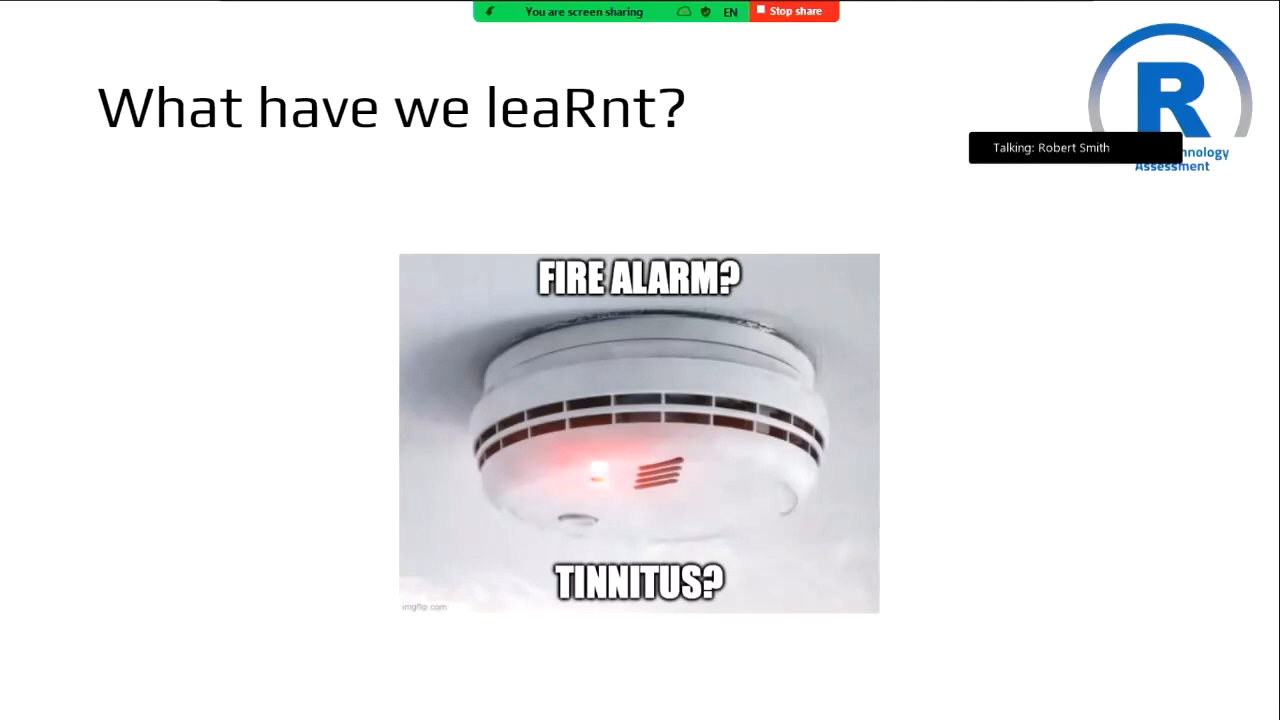 You are screen sharing EN Stop share
What have we leaRnt?
R
Talking: Robert Smith
Assessment
FIRE ALARM?
TINNITUS?
imgflip.com